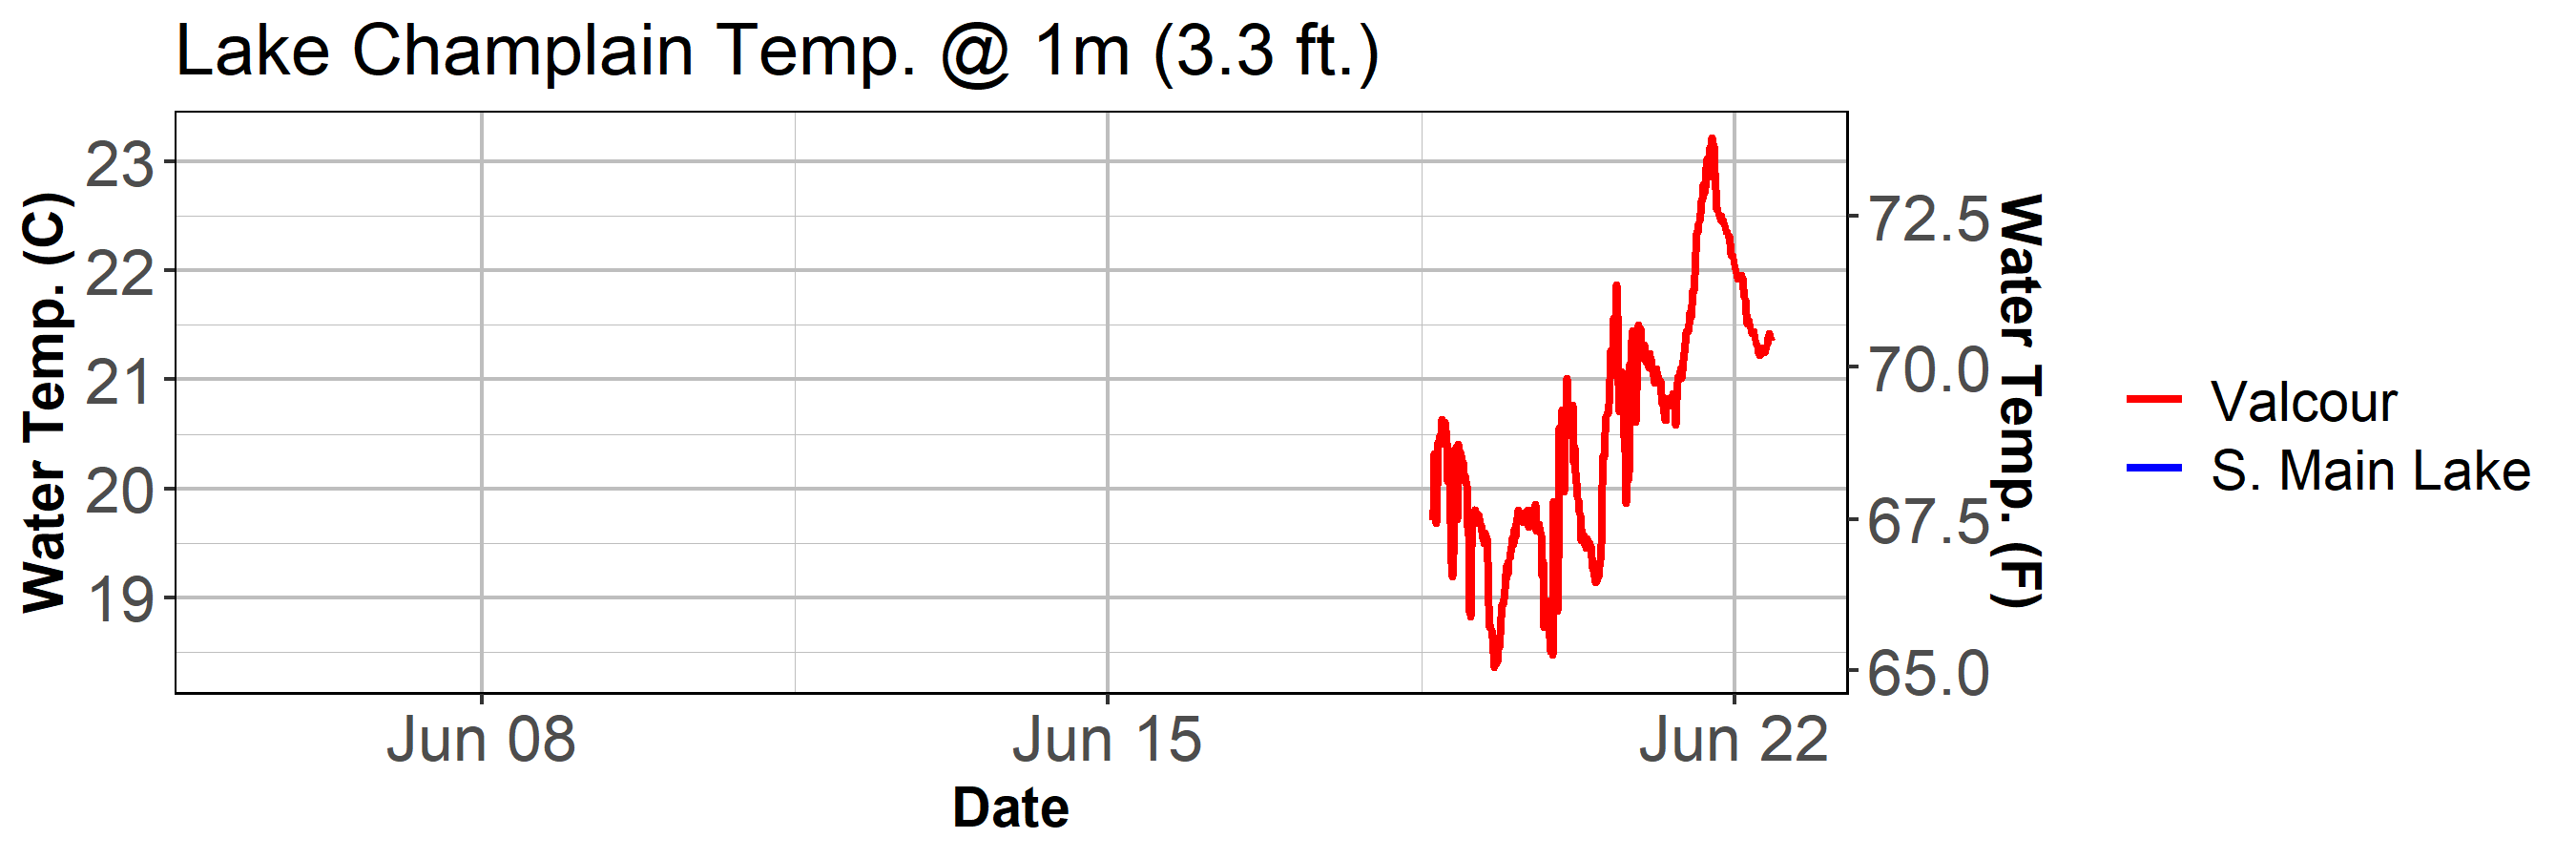 Lake Champlain Temp. @ 1m (3.3 ft.)
Water Temp. (C)
23
22
21
20
19
72.5
70.0
67.5
65.0
Water Temp. (F)
Jun 08
Jun 15
Jun 22
Date
Valcour
S. Main Lake